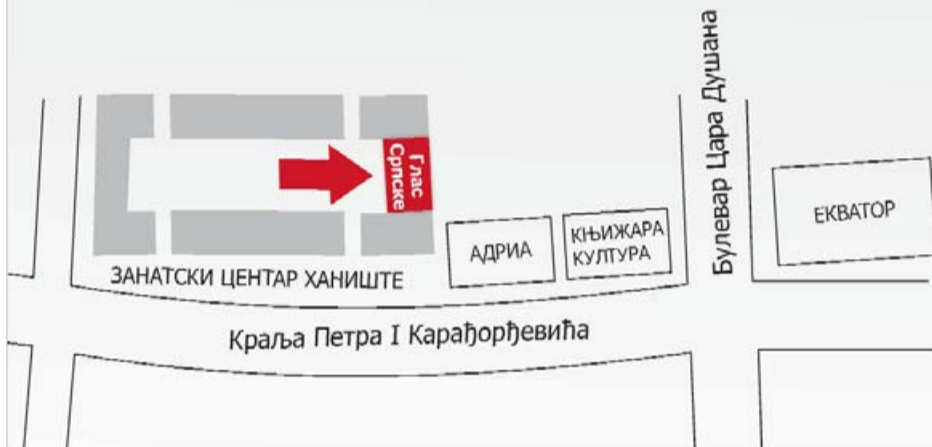 Булевар Цара Душана
Глас
Српске
ЕКВАТОР
АДРИА
КЊИЖАРА
КУЛТУРА
ЗАНАТСКИ ЦЕНТАР ХАНИШТЕ
Краља Петра I Карађорђевића